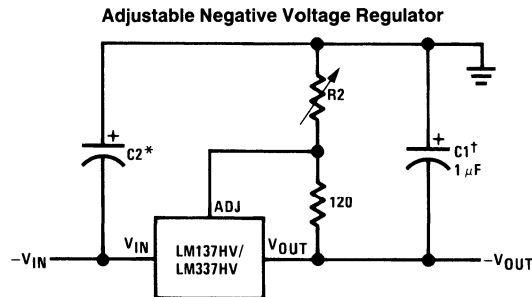 Adjustable Negative Voltage Regulator
R2
+
C2*
+
C1†
1 µF
ADJ
120
–VIN
VIN
LM137HV/
LM337HV
VOUT
–VOUT